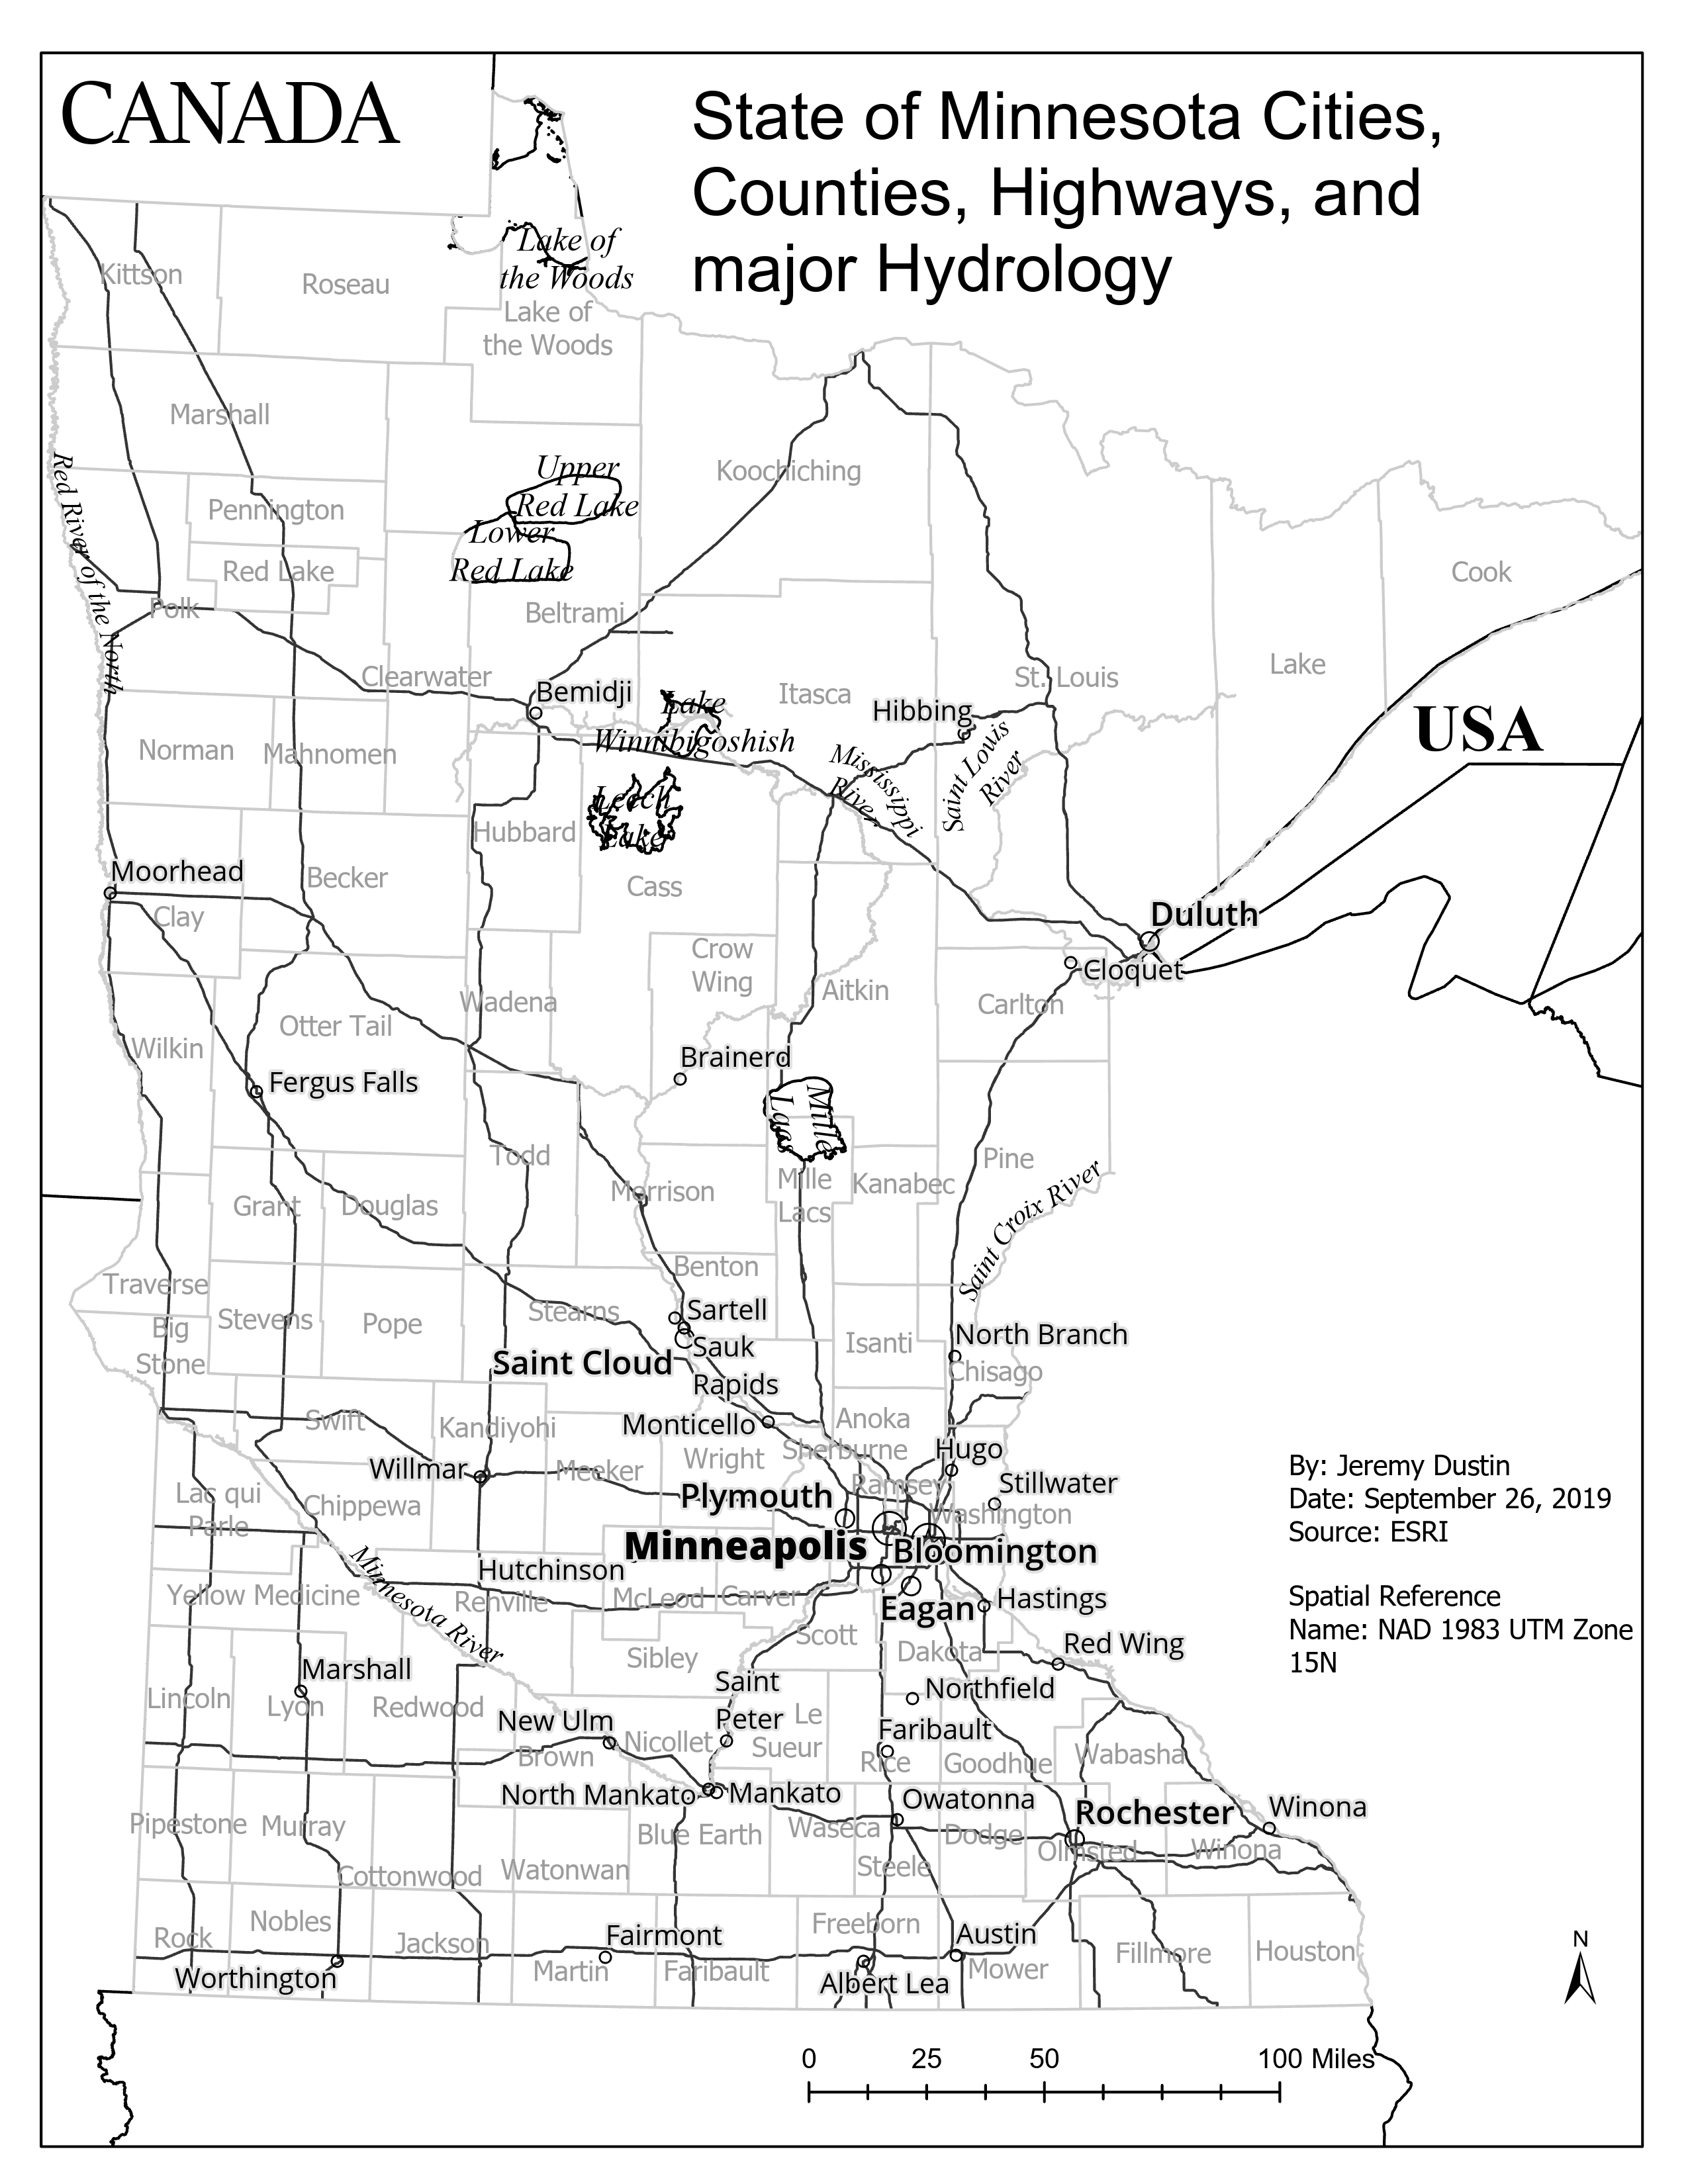 CANADA
State of Minnesota Cities,
Counties, Highways, and
major Hydrology
Kittson
Roseau
Lake of
the Woods
Lake of
the Woods
Marshall
Koochiching
Upper
Red Lake
Lower
Red Lake
Pennington
Red Lake
Red River of the North
Polk
Beltrami
Cook
Clearwater
Bemidji
Itasca
St. Louis
Lake
Hibbing
Lake
Winnibigoshish
Mississippi
River
Saint Louis
River
USA
Norman
Mahnomen
Leech
Lake
Hubbard
Moorhead
Becker
Cass
Clay
Duluth
Cloquet
Crow
Wing
Aitkin
Carlton
Wadena
Otter Tail
Wilkin
Brainerd
Fergus Falls
Mille
Lacs
Todd
Morrison
Mille
Lacs
Kanabec
Pine
Saint Croix River
Grant
Douglas
Benton
Traverse
Big
Stone
Stevens
Pope
Stearns
Sartell
Sauk
Rapids
Saint Cloud
Isanti
North Branch
Chisago
Swift
Kandiyohi
Monticello
Anoka
Sherburne
Wright
Hugo
Willmar
Meeker
Ramsey
Stillwater
Washington
By: Jeremy Dustin
Date: September 26, 2019
Source: ESRI
Lac qui
Parle
Chippewa
Plymouth
Minneapolis
Bloomington
Minnesota River
Hutchinson
Yellow Medicine
Renville
McLeod
Carver
Eagan
Hastings
Spatial Reference
Name: NAD 1983 UTM Zone
15N
Scott
Dakota
Red Wing
Sibley
Marshall
Lincoln
Lyon
Redwood
Saint
Peter
Northfield
New Ulm
Nicollet
Le
Sueur
Faribault
Brown
Rice
Goodhue
Wabasha
North Mankato
Mankato
Owatonna
Rochester
Winona
Pipestone
Murray
Blue Earth
Waseca
Dodge
Olmsted
Winona
Cottonwood
Watonwan
Steele
Rock
Nobles
Jackson
Fairmont
Freeborn
Austin
Fillmore
Houston
Worthington
Martin
Faribault
Albert Lea
Mower
N
0 25 50 100 Miles